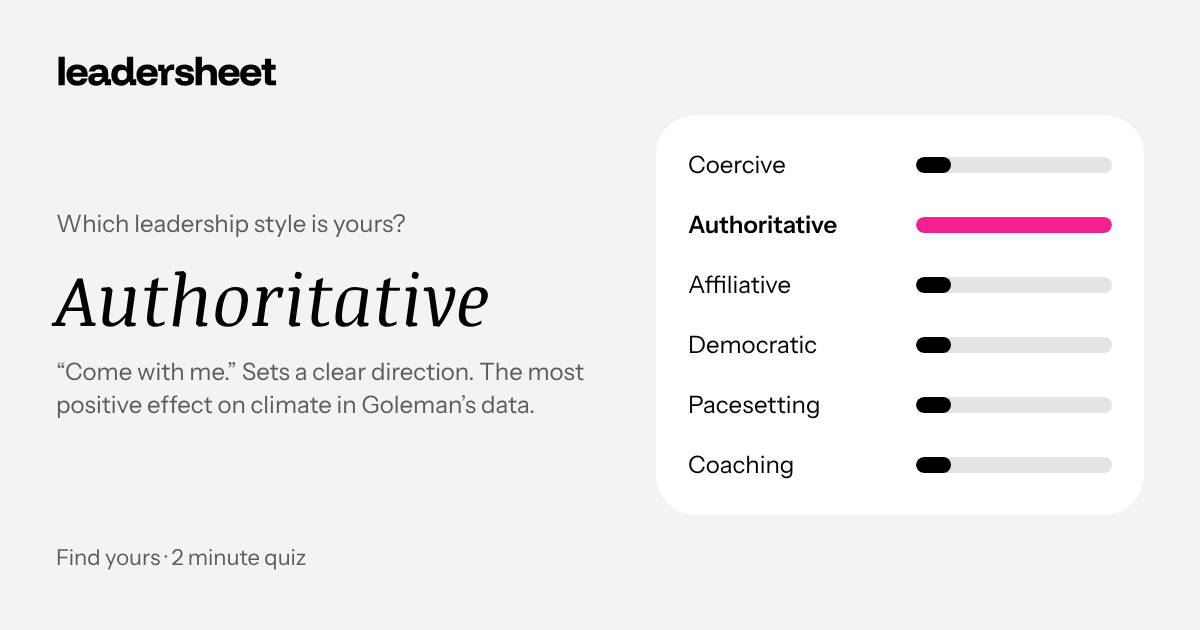 leadersheet
Which leadership style is yours?
Authoritative
“Come with me.” Sets a clear direction. The most
positive effect on climate in Goleman’s data.
Find yours · 2 minute quiz
Coercive
Authoritative
Affiliative
Democratic
Pacesetting
Coaching